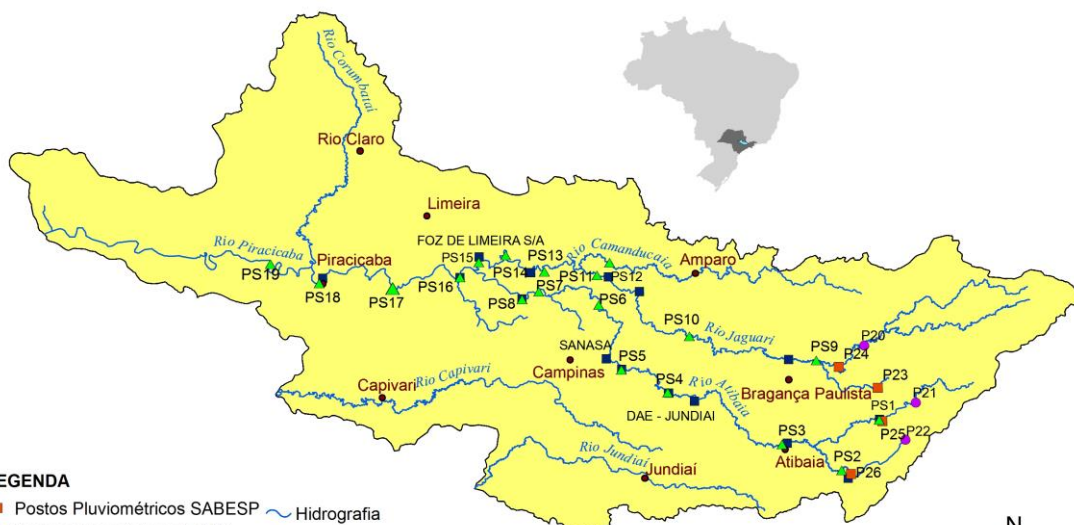 Rio Corumbataí
Rio Claro
Limeira
FOZ DE LIMEIRA S/A
Rio Camanducaia
Rio Piracicaba
Piracicaba
PS19
PS18
PS17
PS16
PS15
PS14
PS13
PS11
PS12
Amparo
PS8
PS7
PS6
PS10
Rio Jaguari
P20
PS9
P24
SANASA
Campinas
PS5
PS4
Rio Atibaia
Bragança Paulista
P23
P21
PS1
P25
P22
Capivari
Rio Capivari
DAE - JUNDIAI
PS3
Atibaia
PS2
P26
Rio Jundiaí
Jundiaí
EGENDA
Postos Pluviométricos SABESP
Hidrografia
N